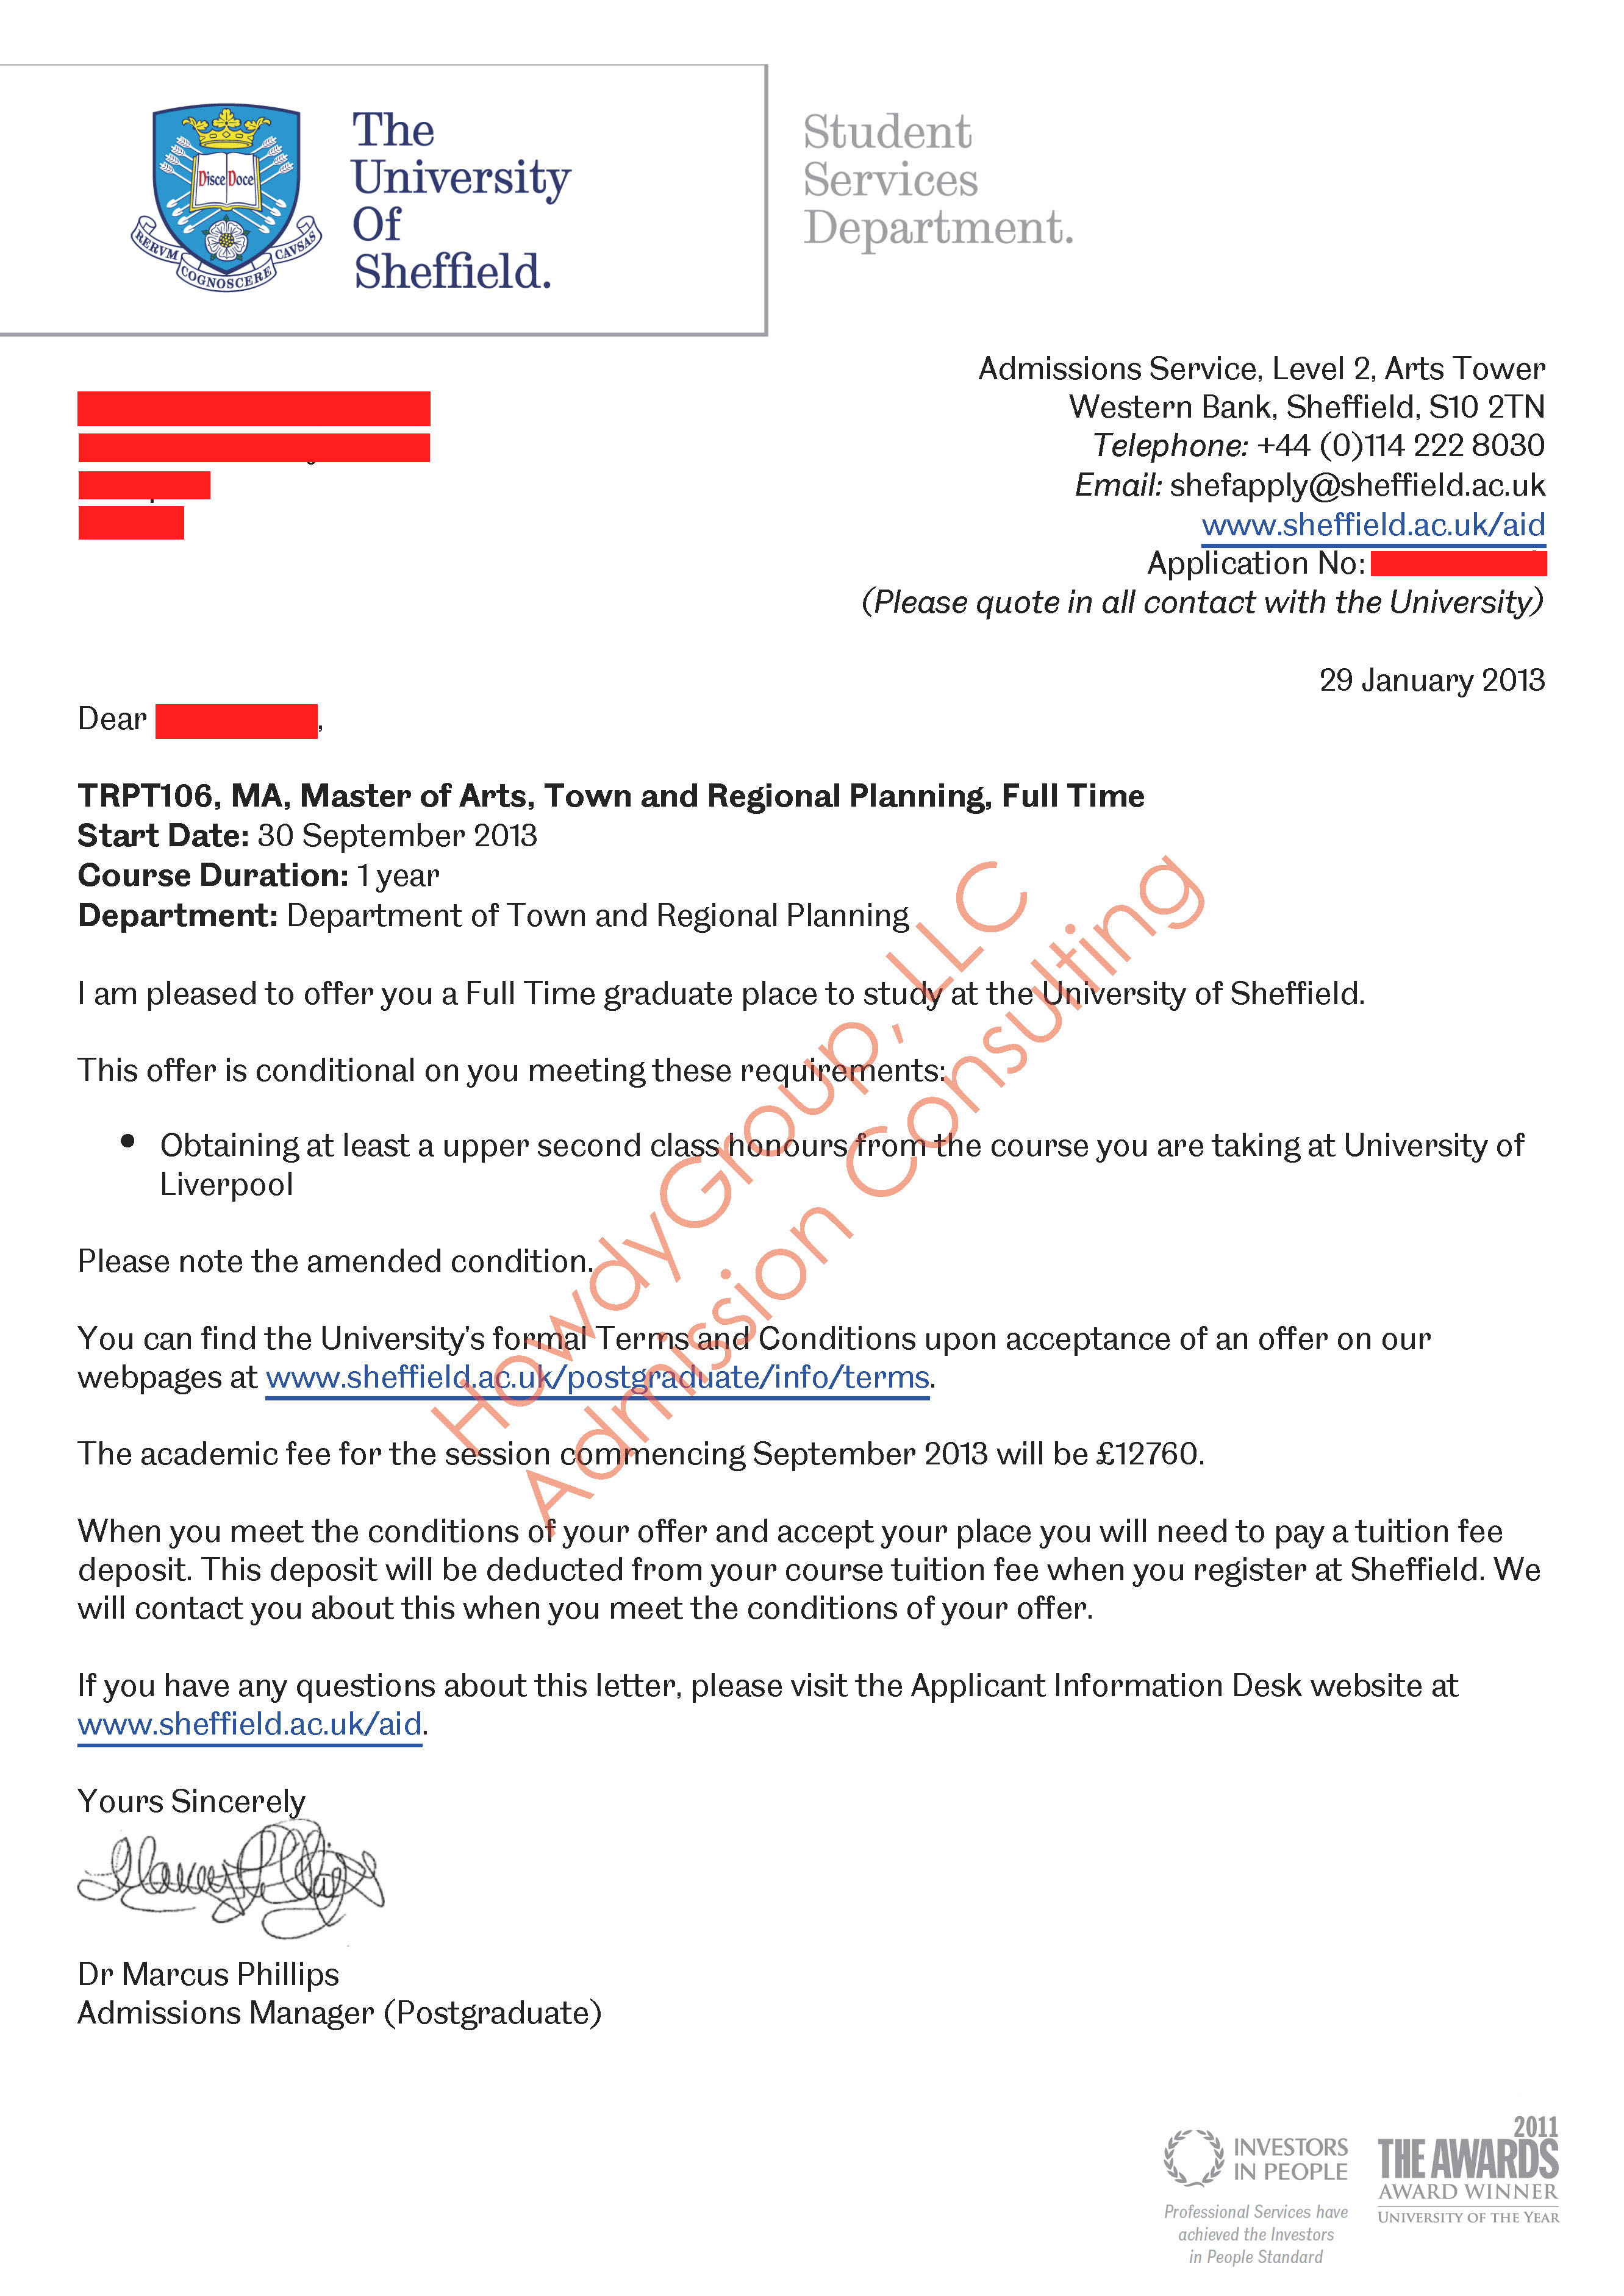 The
University
Of
Sheffield.
Disce Doce
RERVM COGNOSCERE CAVSAS
Student
Services
Department.
Admissions Service, Level 2, Arts Tower
Western Bank, Sheffield, S10 2TN
Telephone: +44 (0)114 222 8030
Email: shefapply@sheffield.ac.uk
www.sheffield.ac.uk/aid
Application No:
(Please quote in all contact with the University)
29 January 2013
Dear ,
TRPT106, MA, Master of Arts, Town and Regional Planning, Full Time
Start Date: 30 September 2013
Course Duration: 1 year
Department: Department of Town and Regional Planning
I am pleased to offer you a Full Time graduate place to study at the University of Sheffield.
This offer is conditional on you meeting these requirements:
• Obtaining at least a upper second class honours from the course you are taking at University of
Liverpool
Please note the amended condition.
You can find the University's formal Terms and Conditions upon acceptance of an offer on our
webpages at www.sheffield.ac.uk/postgraduate/info/terms.
The academic fee for the session commencing September 2013 will be £12760.
When you meet the conditions of your offer and accept your place you will need to pay a tuition fee
deposit. This deposit will be deducted from your course tuition fee when you register at Sheffield. We
will contact you about this when you meet the conditions of your offer.
If you have any questions about this letter, please visit the Applicant Information Desk website at
www.sheffield.ac.uk/aid.
Yours Sincerely
Marcus Phillips
Dr Marcus Phillips
Admissions Manager (Postgraduate)
HowdyGroup, LLC
Admission Consulting
INVESTORS
IN PEOPLE
Professional Services have
achieved the Investors
in People Standard
2011
THE AWARDS
AWARD WINNER
UNIVERSITY OF THE YEAR